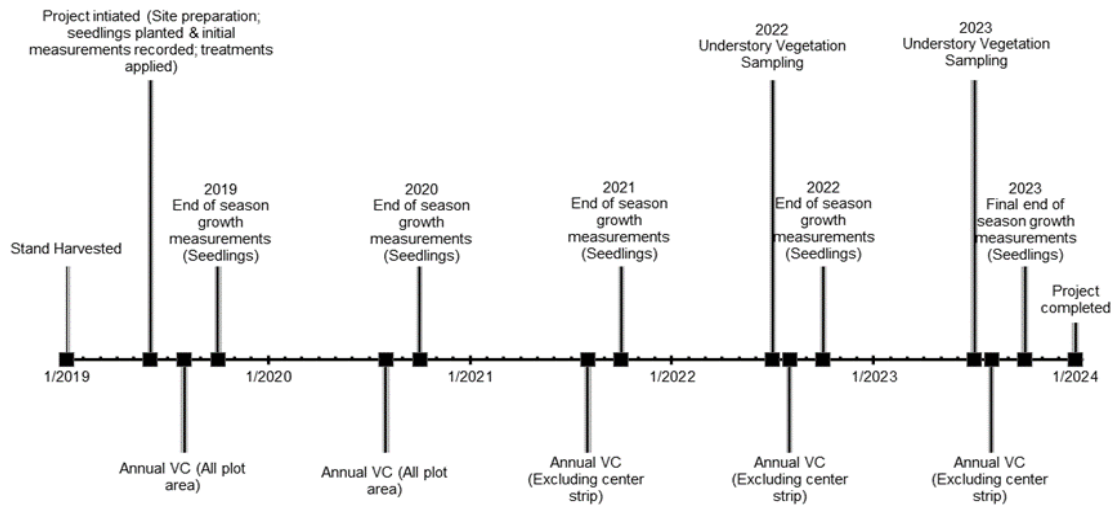 Project intiated (Site preparation;
seedlings planted & initial
measurements recorded; treatments
applied)
2022
Understory Vegetation
Sampling
2023
Understory Vegetation
Sampling
Stand Harvested
2019
End of season
growth
measurements
(Seedlings)
2020
End of season
growth
measurements
(Seedlings)
2021
End of season
growth
measurements
(Seedlings)
2022
End of season
growth
measurements
(Seedlings)
2023
Final end of
season growth
measurements
(Seedlings)
Project
completed
1/2019
1/2020
1/2021
1/2022
1/2023
1/2024
Annual VC (All plot
area)
Annual VC (All plot
area)
Annual VC
(Excluding center
strip)
Annual VC
(Excluding center
strip)
Annual VC
(Excluding center
strip)